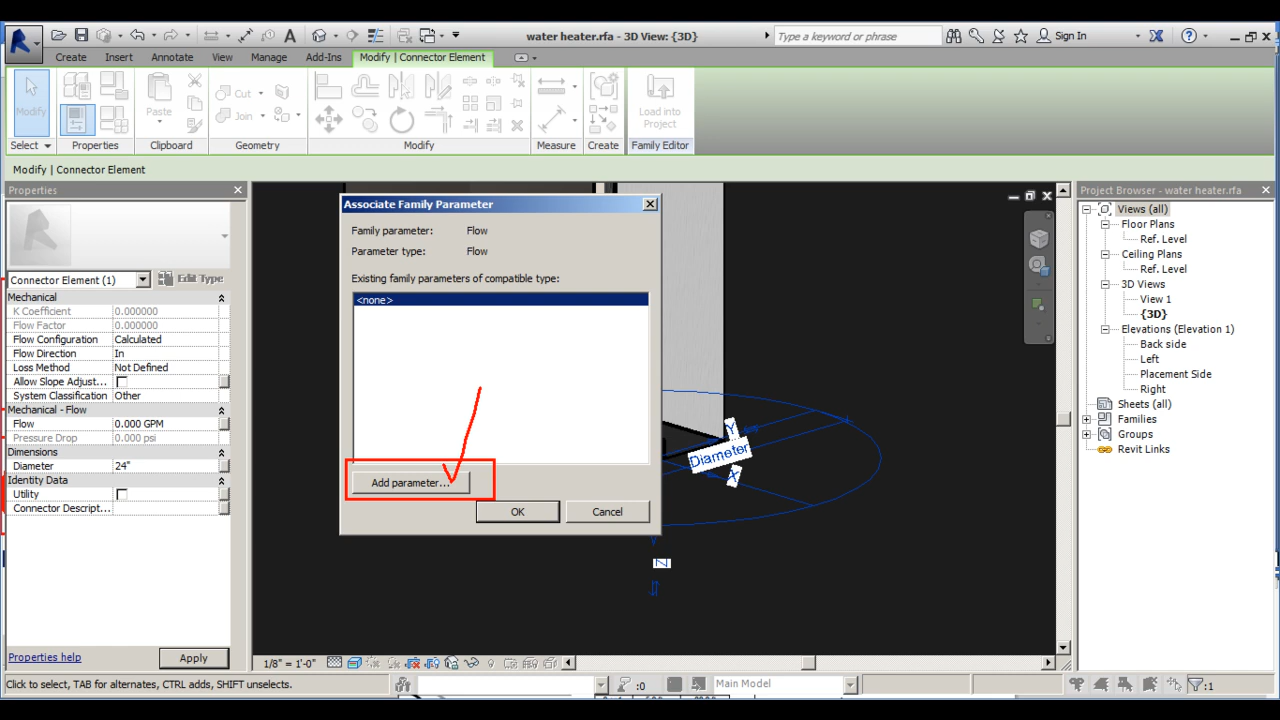 water heater.rfa - 3D View: {3D}
Type a keyword or phrase
Sign In
Create Insert Annotate View Manage Add-Ins Modify | Connector Element
Modify
Paste
Cut
Join
Load into
Project
Select Properties Clipboard Geometry Modify Measure Create Family Editor
Modify | Connector Element
Properties
Connector Element (1) Edit Type
Mechanical
K Coefficient 0.000000
Flow Factor 0.000000
Flow Configuration Calculated
Flow Direction In
Loss Method Not Defined
Allow Slope Adjust...
System Classification Other
Mechanical - Flow
Flow 0.000 GPM
Pressure Drop 0.000 psi
Dimensions
Diameter 24"
Identity Data
Utility
Connector Descript...
Properties help Apply
Associate Family Parameter
Family parameter: Flow
Parameter type: Flow
Existing family parameters of compatible type:
<none>
Add parameter...
OK Cancel
Y
Diameter
X
Z
1/8" = 1'-0"
Project Browser - water heater.rfa
Views (all)
Floor Plans
Ref. Level
Ceiling Plans
Ref. Level
3D Views
View 1
{3D}
Elevations (Elevation 1)
Back side
Left
Placement Side
Right
Sheets (all)
Families
Groups
Revit Links
Click to select, TAB for alternates, CTRL adds, SHIFT unselects.
:0
Main Model
:1